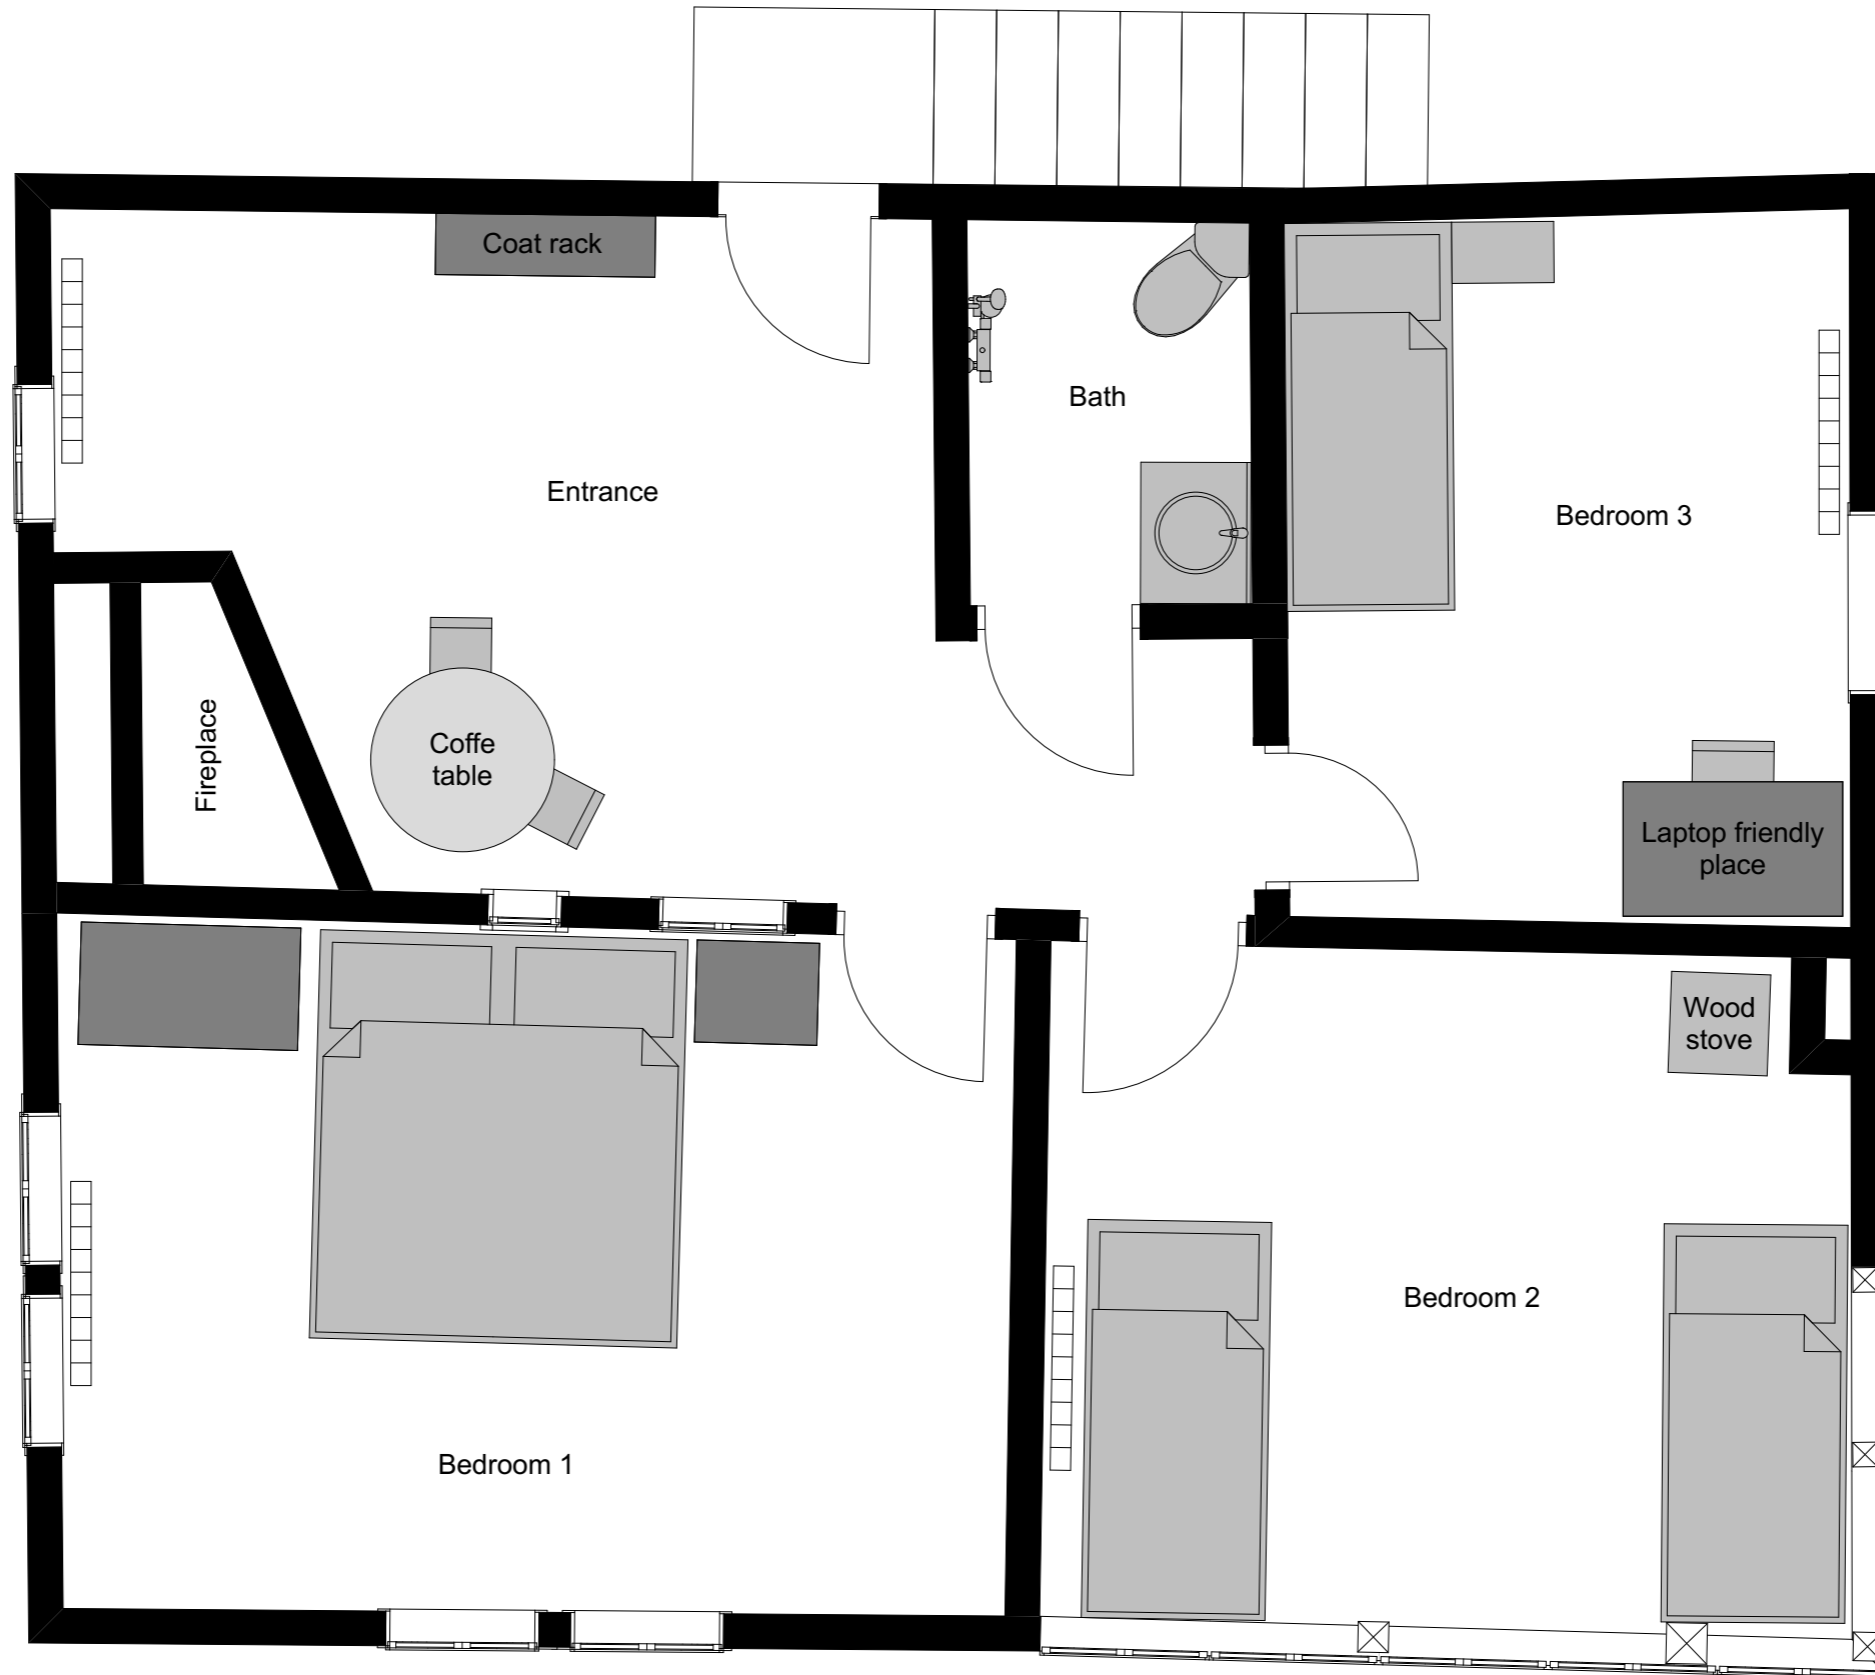 Coat rack
Bath
Entrance
Bedroom 3
Fireplace
Coffe
table
Laptop friendly
place
Wood
stove
Bedroom 2
Bedroom 1